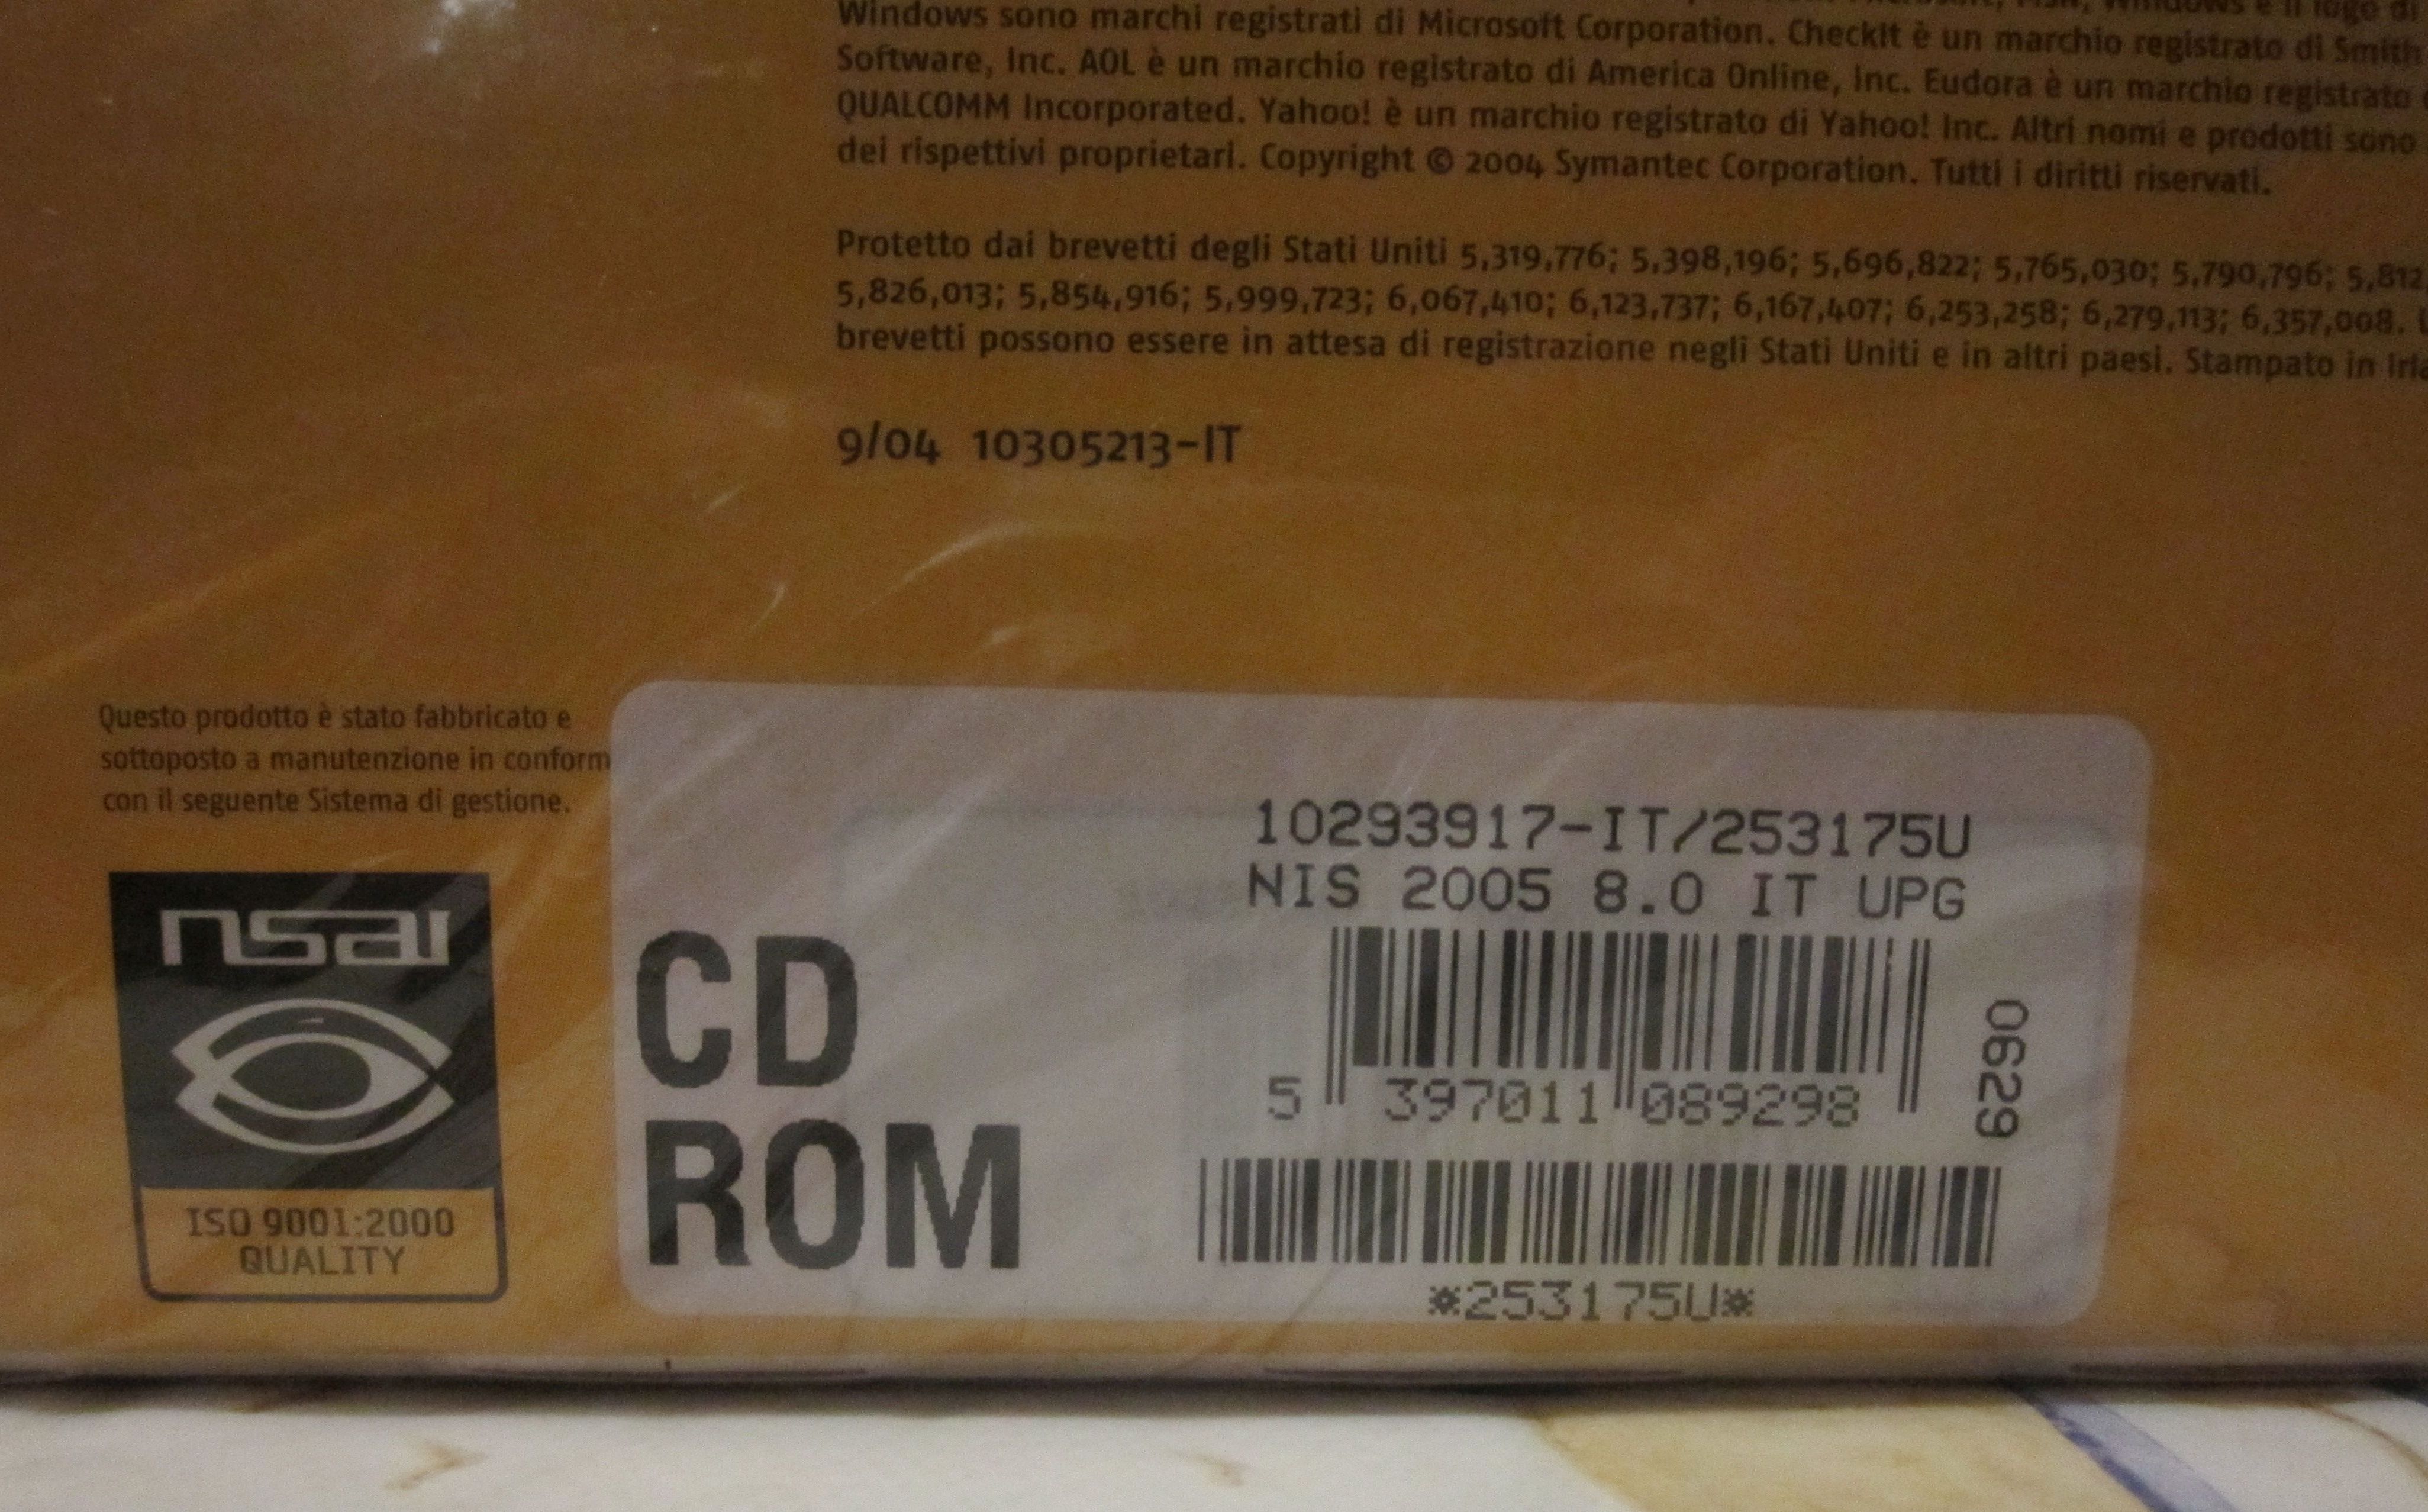 Windows sono marchi registrati di Microsoft Corporation. CheckIt è un marchio registrato di Smith
Software, Inc. AOL è un marchio registrato di America Online, Inc. Eudora è un marchio registrato
QUALCOMM Incorporated. Yahoo! è un marchio registrato di Yahoo! Inc. Altri nomi e prodotti sono
dei rispettivi proprietari. Copyright © 2004 Symantec Corporation. Tutti i diritti riservati.
Protetto dai brevetti degli Stati Uniti 5,319,776; 5,398,196; 5,696,822; 5,765,030; 5,790,796; 5,812,
5,826,013; 5,854,916; 5,999,723; 6,067,410; 6,123,737; 6,167,407; 6,253,258; 6,279,113; 6,357,008.
brevetti possono essere in attesa di registrazione negli Stati Uniti e in altri paesi. Stampato in Irla
9/04 10305213-IT
Questo prodotto è stato fabbricato e
sottoposto a manutenzione in conform
con il seguente Sistema di gestione.
nsai
ISO 9001:2000
QUALITY
CD
ROM
10293917-IT/253175U
NIS 2005 8.0 IT UPG
5 397011 089298
0629
*253175U*